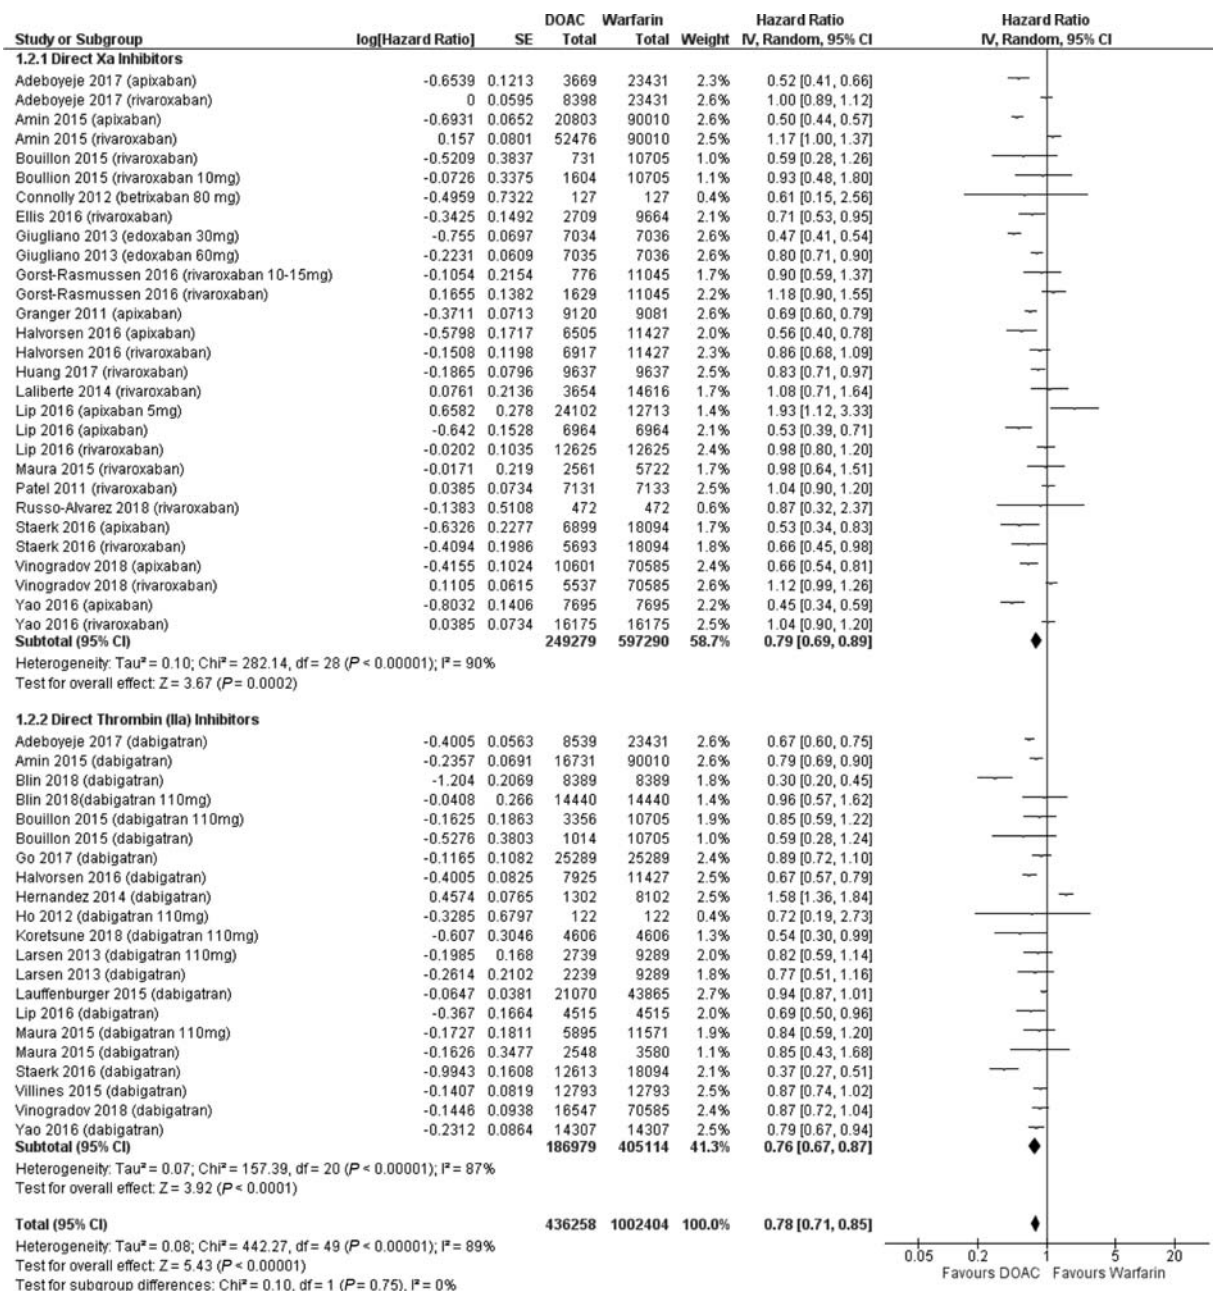 DOAC Warfarin Hazard Ratio Hazard Ratio
Study or Subgroup log[Hazard Ratio] SE Total Total Weight IV, Random, 95% CI IV, Random, 95% CI
1.2.1 Direct Xa Inhibitors
Adeboyeje 2017 (apixaban) -0.6539 0.1213 3669 23431 2.3% 0.52 [0.41, 0.66]
Adeboyeje 2017 (rivaroxaban) 0 0.0595 8398 23431 2.6% 1.00 [0.89, 1.12]
Amin 2015 (apixaban) -0.6931 0.0652 20803 90010 2.6% 0.50 [0.44, 0.57]
Amin 2015 (rivaroxaban) 0.157 0.0801 52476 90010 2.5% 1.17 [1.00, 1.37]
Bouillon 2015 (rivaroxaban) -0.5209 0.3837 731 10705 1.0% 0.59 [0.28, 1.26]
Boullion 2015 (rivaroxaban 10mg) -0.0726 0.3375 1604 10705 1.1% 0.93 [0.48, 1.80]
Connolly 2012 (betrixaban 80 mg) -0.4959 0.7322 127 127 0.4% 0.61 [0.15, 2.56]
Ellis 2016 (rivaroxaban) -0.3425 0.1492 2709 9664 2.1% 0.71 [0.53, 0.95]
Giugliano 2013 (edoxaban 30mg) -0.755 0.0697 7034 7036 2.6% 0.47 [0.41, 0.54]
Giugliano 2013 (edoxaban 60mg) -0.2231 0.0609 7035 7036 2.6% 0.80 [0.71, 0.90]
Gorst-Rasmussen 2016 (rivaroxaban 10-15mg) -0.1054 0.2154 776 11045 1.7% 0.90 [0.59, 1.37]
Gorst-Rasmussen 2016 (rivaroxaban) 0.1655 0.1382 1629 11045 2.2% 1.18 [0.90, 1.55]
Granger 2011 (apixaban) -0.3711 0.0713 9120 9081 2.5% 0.69 [0.60, 0.79]
Halvorsen 2016 (apixaban) -0.5798 0.1717 6505 11427 2.0% 0.56 [0.40, 0.78]
Halvorsen 2016 (rivaroxaban) -0.1508 0.1198 6917 11427 2.3% 0.86 [0.68, 1.09]
Huang 2017 (rivaroxaban) -0.1865 0.0796 9637 9637 2.5% 0.83 [0.71, 0.97]
Laliberte 2014 (rivaroxaban) 0.0761 0.2136 3654 14616 1.7% 1.08 [0.71, 1.64]
Lip 2016 (apixaban 5mg) 0.6582 0.278 24102 12713 1.4% 1.93 [1.12, 3.33]
Lip 2016 (apixaban) -0.642 0.1528 6964 6964 2.1% 0.53 [0.39, 0.71]
Lip 2016 (rivaroxaban) -0.0202 0.1035 12625 12625 2.4% 0.98 [0.80, 1.20]
Maura 2015 (rivaroxaban) -0.0171 0.219 2561 5722 1.7% 0.98 [0.64, 1.51]
Patel 2011 (rivaroxaban) 0.0385 0.0734 7131 7133 2.5% 1.04 [0.90, 1.20]
Russo-Alvarez 2018 (rivaroxaban) -0.1383 0.5108 472 472 0.6% 0.87 [0.32, 2.37]
Staerk 2016 (apixaban) -0.6326 0.2277 6899 18094 1.7% 0.53 [0.34, 0.83]
Staerk 2016 (rivaroxaban) -0.4094 0.1986 5693 18094 1.8% 0.66 [0.45, 0.98]
Vinogradov 2018 (apixaban) -0.4155 0.1024 10601 70585 2.4% 0.66 [0.54, 0.81]
Vinogradov 2018 (rivaroxaban) 0.1105 0.0615 5537 70585 2.6% 1.12 [0.99, 1.26]
Yao 2016 (apixaban) -0.8032 0.1406 7695 7695 2.2% 0.45 [0.34, 0.59]
Yao 2016 (rivaroxaban) 0.0385 0.0734 16175 16175 2.5% 1.04 [0.90, 1.20]
Subtotal (95% CI) 249279 597290 58.7% 0.79 [0.69, 0.89]
Heterogeneity: Tau² = 0.10; Chi² = 282.14, df = 28 (P < 0.00001); I² = 90%
Test for overall effect: Z = 3.67 (P = 0.0002)
1.2.2 Direct Thrombin (IIa) Inhibitors
Adeboyeje 2017 (dabigatran) -0.4005 0.0563 8539 23431 2.6% 0.67 [0.60, 0.75]
Amin 2015 (dabigatran) -0.2357 0.0691 16731 90010 2.6% 0.79 [0.69, 0.90]
Blin 2018 (dabigatran) -1.204 0.2069 8389 8389 1.8% 0.30 [0.20, 0.45]
Blin 2018(dabigatran 110mg) -0.0408 0.266 14440 14440 1.4% 0.96 [0.57, 1.62]
Bouillon 2015 (dabigatran 110mg) -0.1625 0.1863 3356 10705 1.9% 0.85 [0.59, 1.22]
Bouillon 2015 (dabigatran) -0.5276 0.3803 1014 10705 1.0% 0.59 [0.28, 1.24]
Go 2017 (dabigatran) -0.1165 0.1082 25289 25289 2.4% 0.89 [0.72, 1.10]
Halvorsen 2016 (dabigatran) -0.4005 0.0825 7925 11427 2.5% 0.67 [0.57, 0.79]
Hernandez 2014 (dabigatran) 0.4574 0.0765 1302 8102 2.5% 1.58 [1.36, 1.84]
Ho 2012 (dabigatran 110mg) -0.3285 0.6797 122 122 0.4% 0.72 [0.19, 2.73]
Koretsune 2018 (dabigatran 110mg) -0.607 0.3046 4606 4606 1.3% 0.54 [0.30, 0.99]
Larsen 2013 (dabigatran 110mg) -0.1985 0.168 2739 9289 2.0% 0.82 [0.59, 1.14]
Larsen 2013 (dabigatran) -0.2614 0.2102 2239 9289 1.8% 0.77 [0.51, 1.16]
Lauffenburger 2015 (dabigatran) -0.0647 0.0381 21070 43865 2.7% 0.94 [0.87, 1.01]
Lip 2016 (dabigatran) -0.367 0.1664 4515 4515 2.0% 0.69 [0.50, 0.96]
Maura 2015 (dabigatran 110mg) -0.1727 0.1811 5895 11571 1.9% 0.84 [0.59, 1.20]
Maura 2015 (dabigatran) -0.1626 0.3477 2548 3580 1.1% 0.85 [0.43, 1.68]
Staerk 2016 (dabigatran) -0.9943 0.1608 12613 18094 2.0% 0.37 [0.27, 0.51]
Villines 2015 (dabigatran) -0.1407 0.0819 12793 12793 2.5% 0.87 [0.74, 1.02]
Vinogradov 2018 (dabigatran) -0.1446 0.0938 16547 70585 2.4% 0.87 [0.72, 1.04]
Yao 2016 (dabigatran) -0.2312 0.0864 14307 14307 2.5% 0.79 [0.67, 0.94]
Subtotal (95% CI) 186979 405114 41.3% 0.76 [0.67, 0.87]
Heterogeneity: Tau² = 0.07; Chi² = 157.39, df = 20 (P < 0.00001); I² = 87%
Test for overall effect: Z = 3.92 (P < 0.0001)
Total (95% CI) 436258 1002404 100.0% 0.78 [0.71, 0.85]
Heterogeneity: Tau² = 0.08; Chi² = 442.27, df = 49 (P < 0.00001); I² = 89%
Test for overall effect: Z = 5.43 (P < 0.00001)
Test for subgroup differences: Chi² = 0.10, df = 1 (P = 0.75), I² = 0%
0.05 0.2 1 5 20
Favours DOAC Favours Warfarin